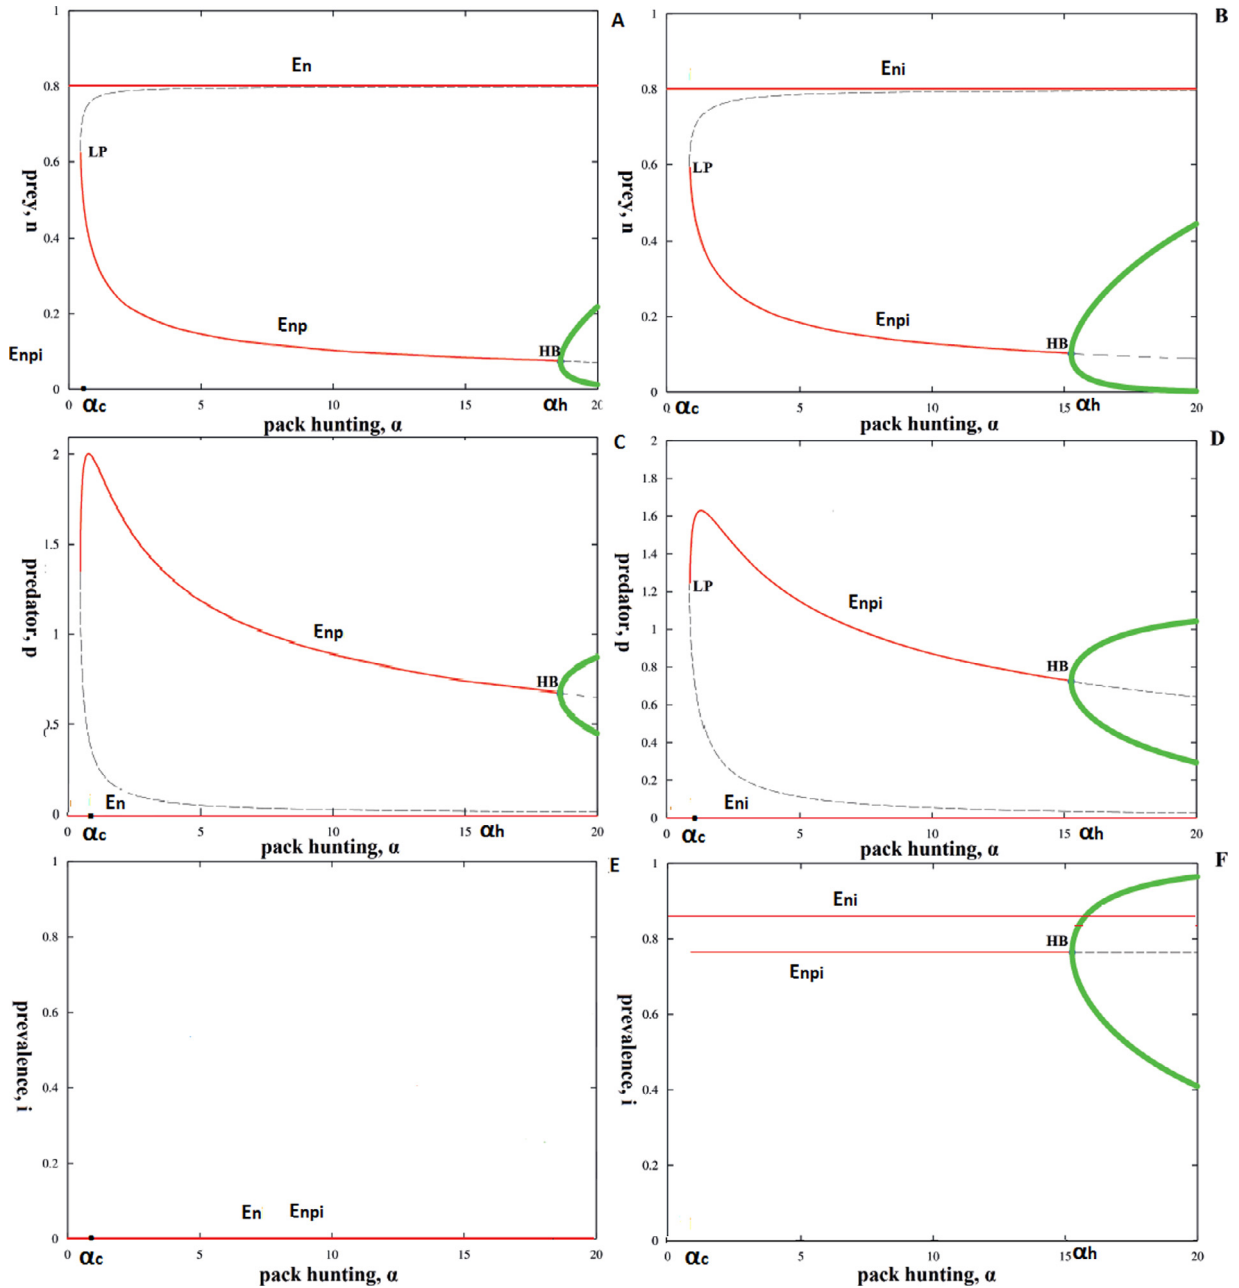 A
1
0.8
0.6
0.4
0.2
0
prey, n
En
LP
Enp
HB
Enpi
0 5 10 15 20
αc αh
pack hunting, α
B
1
0.8
0.6
0.4
0.2
0
prey, n
Eni
LP
Enpi
HB
0 5 10 15 20
αc αh
pack hunting, α
C
2
1.5
1
0.5
0
predator, p
Enp
HB
En
0 5 10 15 20
αc αh
pack hunting, α
D
2
1.8
1.6
1.4
1.2
1
0.8
0.6
0.4
0.2
0
predator, p
LP
Enpi
HB
Eni
0 5 10 15 20
αc αh
pack hunting, α
E
1
0.8
0.6
0.4
0.2
0
prevalence, i
En Enpi
0 5 10 15 20
αc
pack hunting, α
F
1
0.8
0.6
0.4
0.2
0
prevalence, i
Eni
HB
Enpi
0 5 10 15 20
αc αh
pack hunting, α